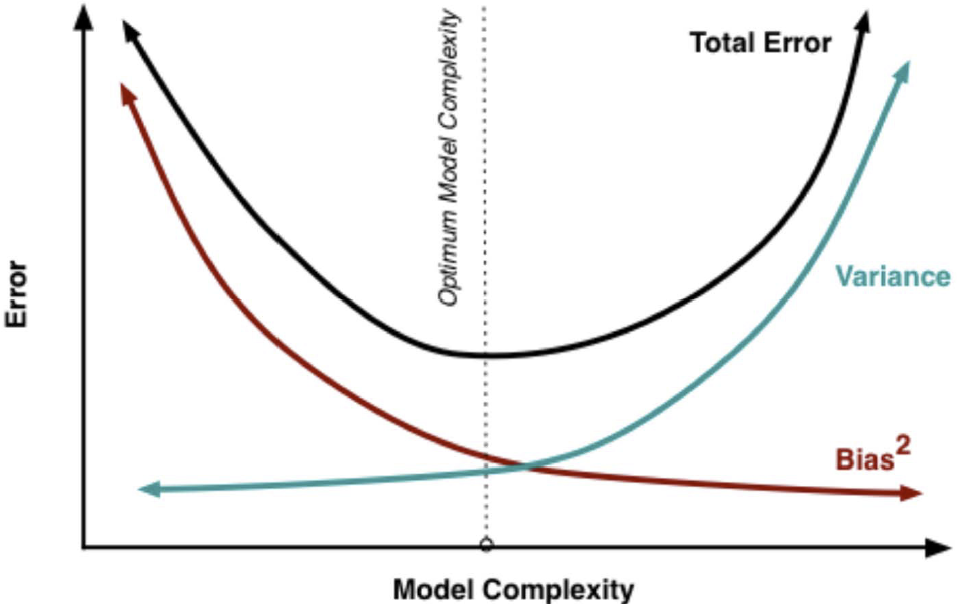 Total Error
Optimum Model Complexity
Error
Variance
Bias²
Model Complexity